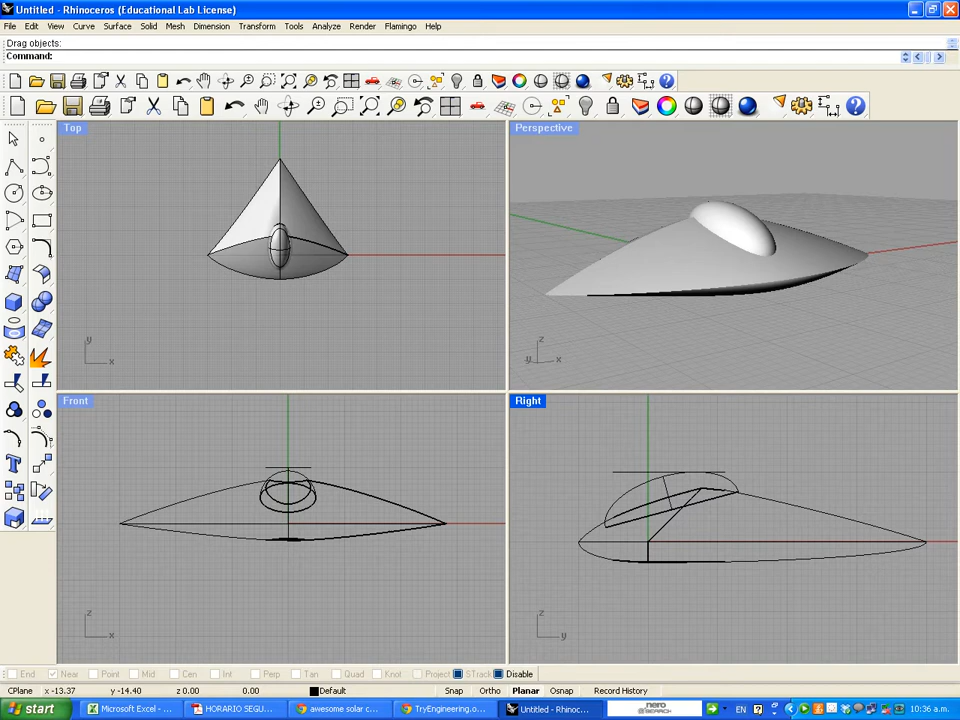 Untitled - Rhinoceros (Educational Lab License)
File Edit View Curve Surface Solid Mesh Dimension Transform Tools Analyze Render Flamingo Help
Drag objects:
Command:
Top
Perspective
y
x
z
y x
Front
Right
z
x
z
y
End Near Point Mid Cen Int Perp Tan Quad Knot Project STrack Disable
CPlane x -13.37 y -14.40 z 0.00 0.00 Default Snap Ortho Planar Osnap Record History
start Microsoft Excel - ... HORARIO SEGU... awesome solar c... TryEngineering.o... Untitled - Rhinoc... nero SEARCH EN 10:36 a.m.